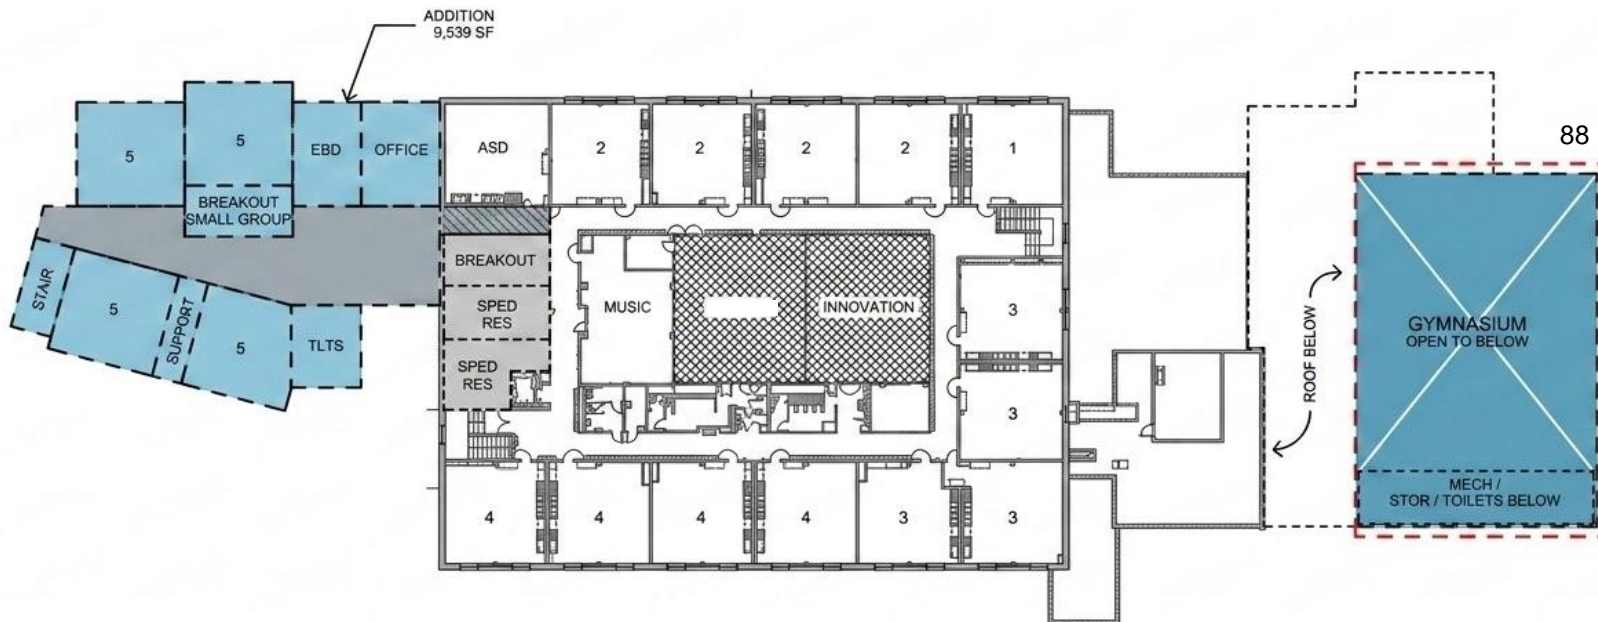 ADDITION
9,539 SF
88
5
5
EBD
OFFICE
ASD
2
2
2
2
1
BREAKOUT
SMALL GROUP
STAIR
5
SUPPORT
5
TLTS
BREAKOUT
SPED
RES
SPED
RES
MUSIC
INNOVATION
3
3
4
4
4
4
3
3
ROOF BELOW
GYMNASIUM
OPEN TO BELOW
MECH /
STOR / TOILETS BELOW